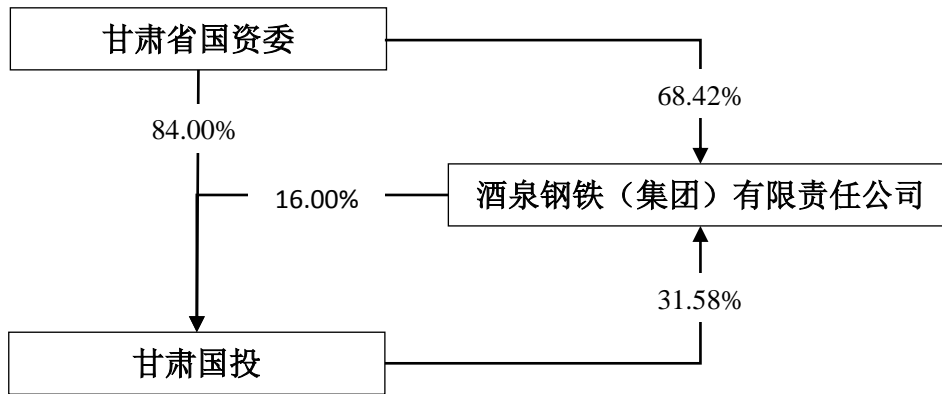 甘肃省国资委
68.42%
84.00%
16.00%
酒泉钢铁（集团）有限责任公司
31.58%
甘肃国投